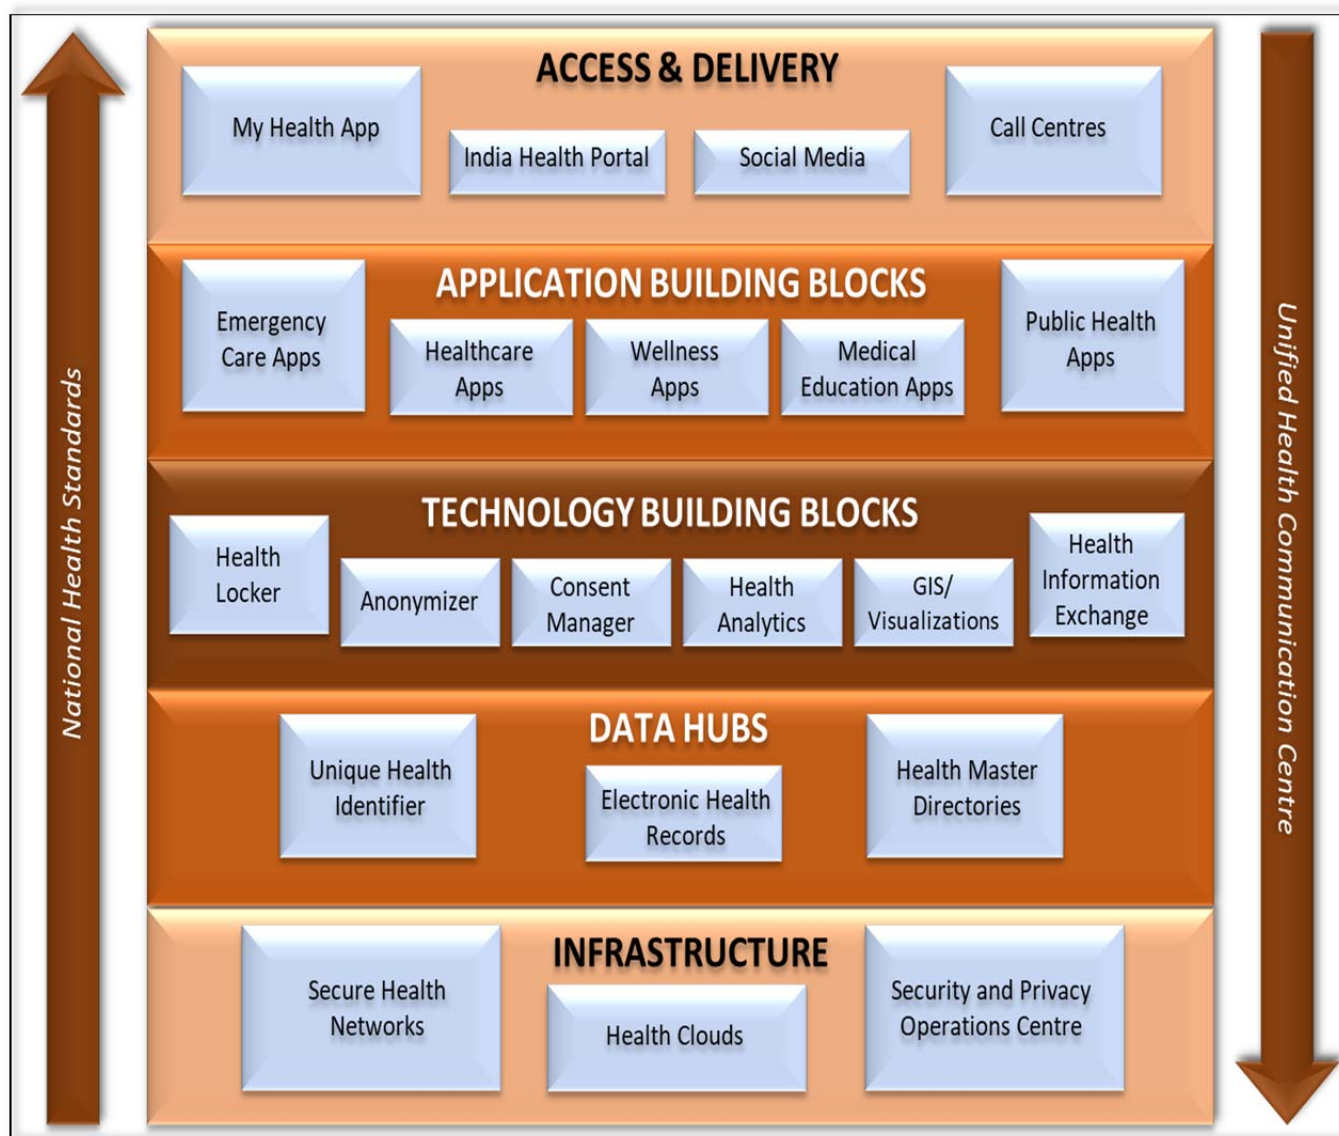 ACCESS & DELIVERY
My Health App
India Health Portal
Social Media
Call Centres
APPLICATION BUILDING BLOCKS
Emergency
Care Apps
Healthcare
Apps
Wellness
Apps
Medical
Education Apps
Public Health
Apps
TECHNOLOGY BUILDING BLOCKS
Health
Locker
Anonymizer
Consent
Manager
Health
Analytics
GIS/
Visualizations
Health
Information
Exchange
DATA HUBS
Unique Health
Identifier
Electronic Health
Records
Health Master
Directories
INFRASTRUCTURE
Secure Health
Networks
Health Clouds
Security and Privacy
Operations Centre
National Health Standards
Unified Health Communication Centre